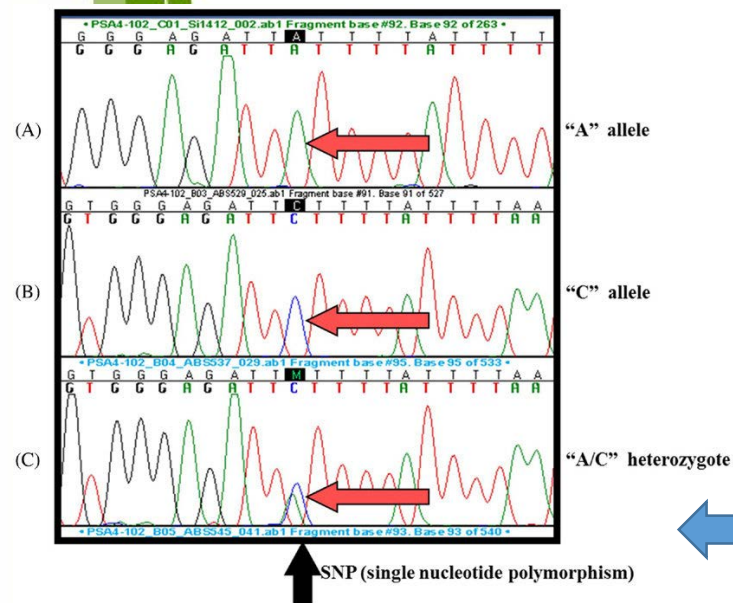 • PSA4-102_C01_Si1412_002.ab1 Fragment base #92. Base 92 of 263 •
G G G A G A T T A T T T T A T T T T
G G G A G A T T A T T T T A T T T T
(A)
"A" allele
PSA4-102_B03_ABS529_025.ab1 Fragment base #91. Base 91 of 527
G T G G G A G A T T C T T T T A T T T T A A
G T G G G A G A T T C T T T T A T T T T A A
(B)
"C" allele
• PSA4-102_B04_ABS537_029.ab1 Fragment base #95. Base 95 of 533 •
G T G G G A G A T T M T T T T A T T T T A A
G T G G G A G A T T C T T T T A T T T T A A
(C)
"A/C" heterozygote
• PSA4-102_B05_ABS545_041.ab1 Fragment base #93. Base 93 of 540 •
SNP (single nucleotide polymorphism)